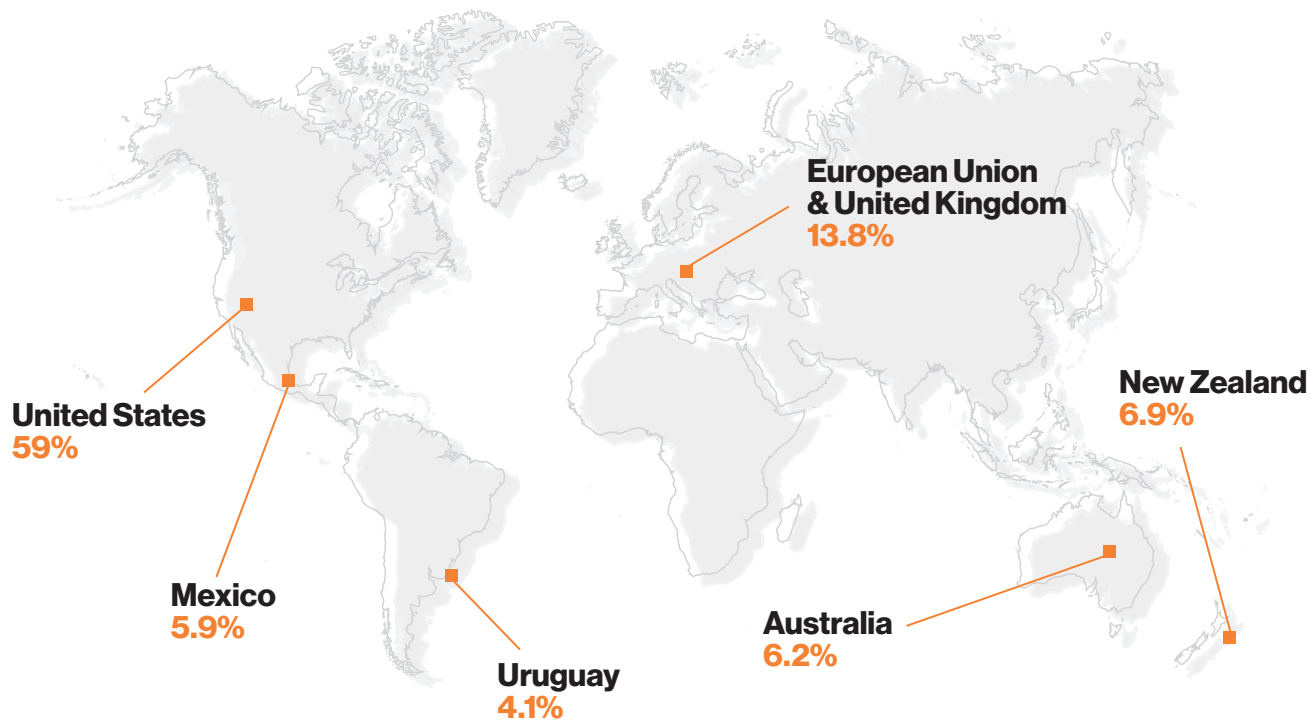 European Union
& United Kingdom
13.8%
New Zealand
6.9%
United States
59%
Mexico
5.9%
Australia
6.2%
Uruguay
4.1%